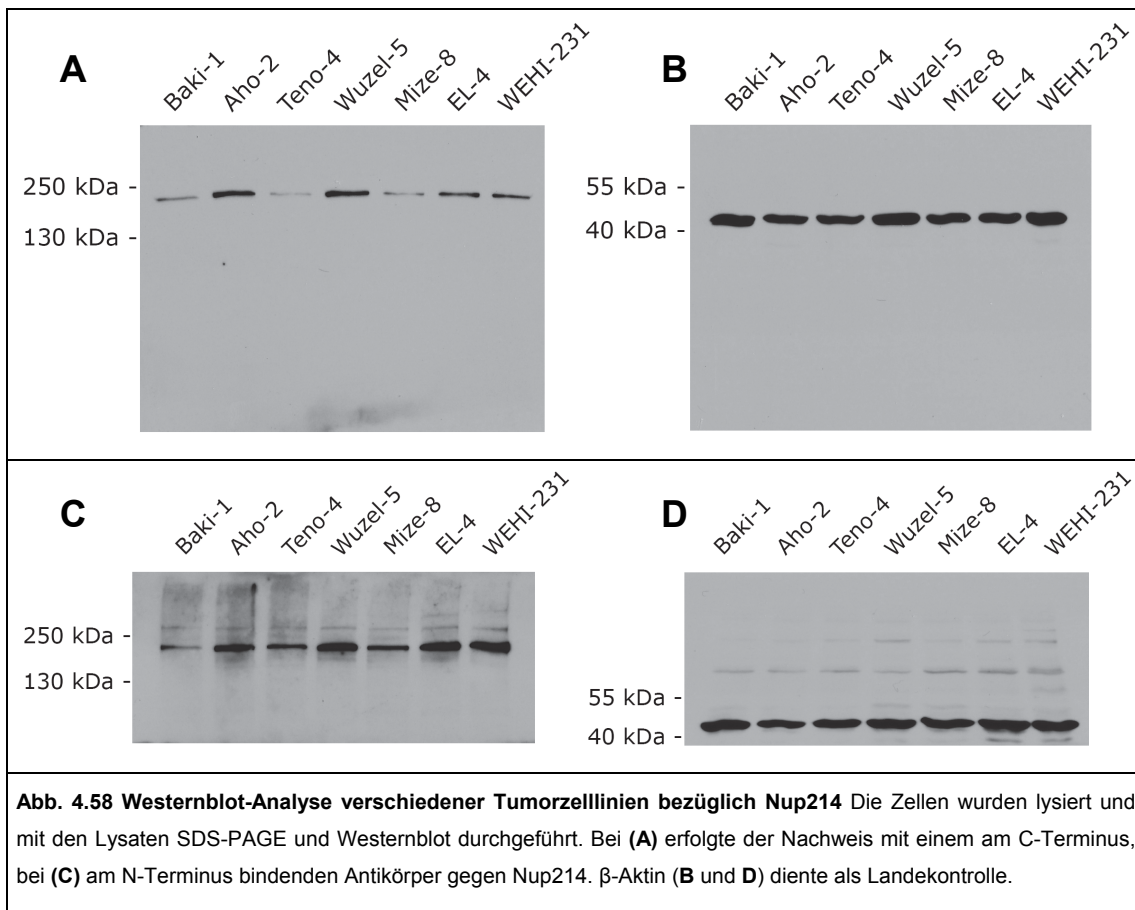 A
Baki-1 Aho-2 Teno-4 Wuzel-5 Mize-8 EL-4 WEHI-231
250 kDa -
130 kDa -
B
Baki-1 Aho-2 Teno-4 Wuzel-5 Mize-8 EL-4 WEHI-231
55 kDa -
40 kDa -
C
Baki-1 Aho-2 Teno-4 Wuzel-5 Mize-8 EL-4 WEHI-231
250 kDa -
130 kDa -
D
Baki-1 Aho-2 Teno-4 Wuzel-5 Mize-8 EL-4 WEHI-231
55 kDa -
40 kDa -
Abb. 4.58 Westernblot-Analyse verschiedener Tumorzelllinien bezüglich Nup214 Die Zellen wurden lysiert und
mit den Lysaten SDS-PAGE und Westernblot durchgeführt. Bei (A) erfolgte der Nachweis mit einem am C-Terminus,
bei (C) am N-Terminus bindenden Antikörper gegen Nup214. β-Aktin (B und D) diente als Landekontrolle.